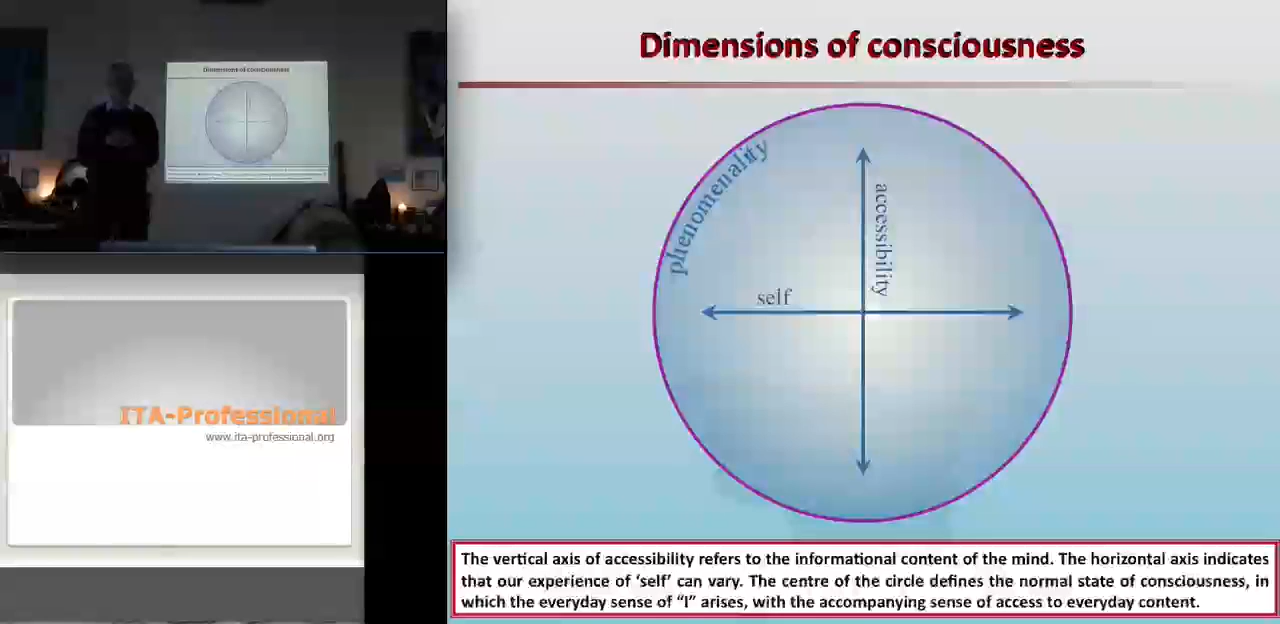 Dimensions of consciousness
Dimensions of consciousness
phenomenality
accessibility
self
ITA-Professional
www.ita-professional.org
The vertical axis of accessibility refers to the informational content of the mind. The horizontal axis indicates
that our experience of ‘self’ can vary. The centre of the circle defines the normal state of consciousness, in
which the everyday sense of “I” arises, with the accompanying sense of access to everyday content.